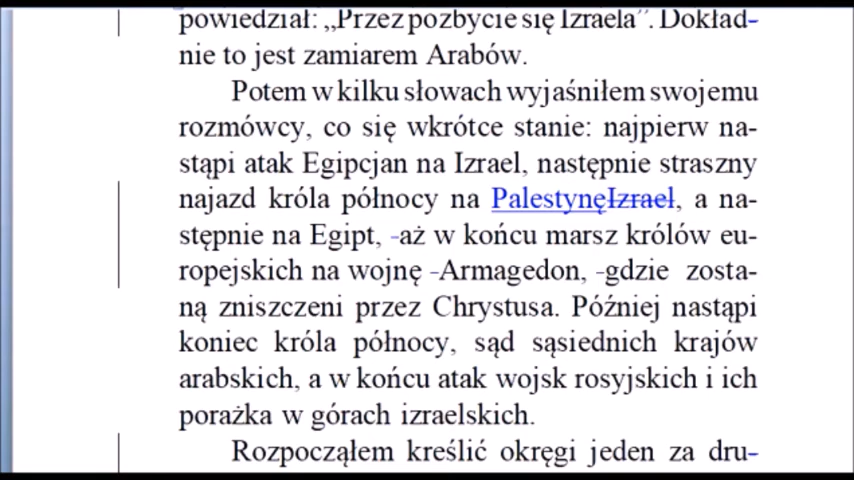 powiedział: „Przez pozbycie się Izraela”. Dokład-
nie to jest zamiarem Arabów.
Potem w kilku słowach wyjaśniłem swojemu
rozmówcy, co się wkrótce stanie: najpierw na-
stąpi atak Egipcjan na Izrael, następnie straszny
najazd króla północy na PalestynęIzrael, a na-
stępnie na Egipt, -aż w końcu marsz królów eu-
ropejskich na wojnę -Armagedon, -gdzie zosta-
ną zniszczeni przez Chrystusa. Później nastąpi
koniec króla północy, sąd sąsiednich krajów
arabskich, a w końcu atak wojsk rosyjskich i ich
porażka w górach izraelskich.
Rozpocząłem kreślić okręgi jeden za dru-